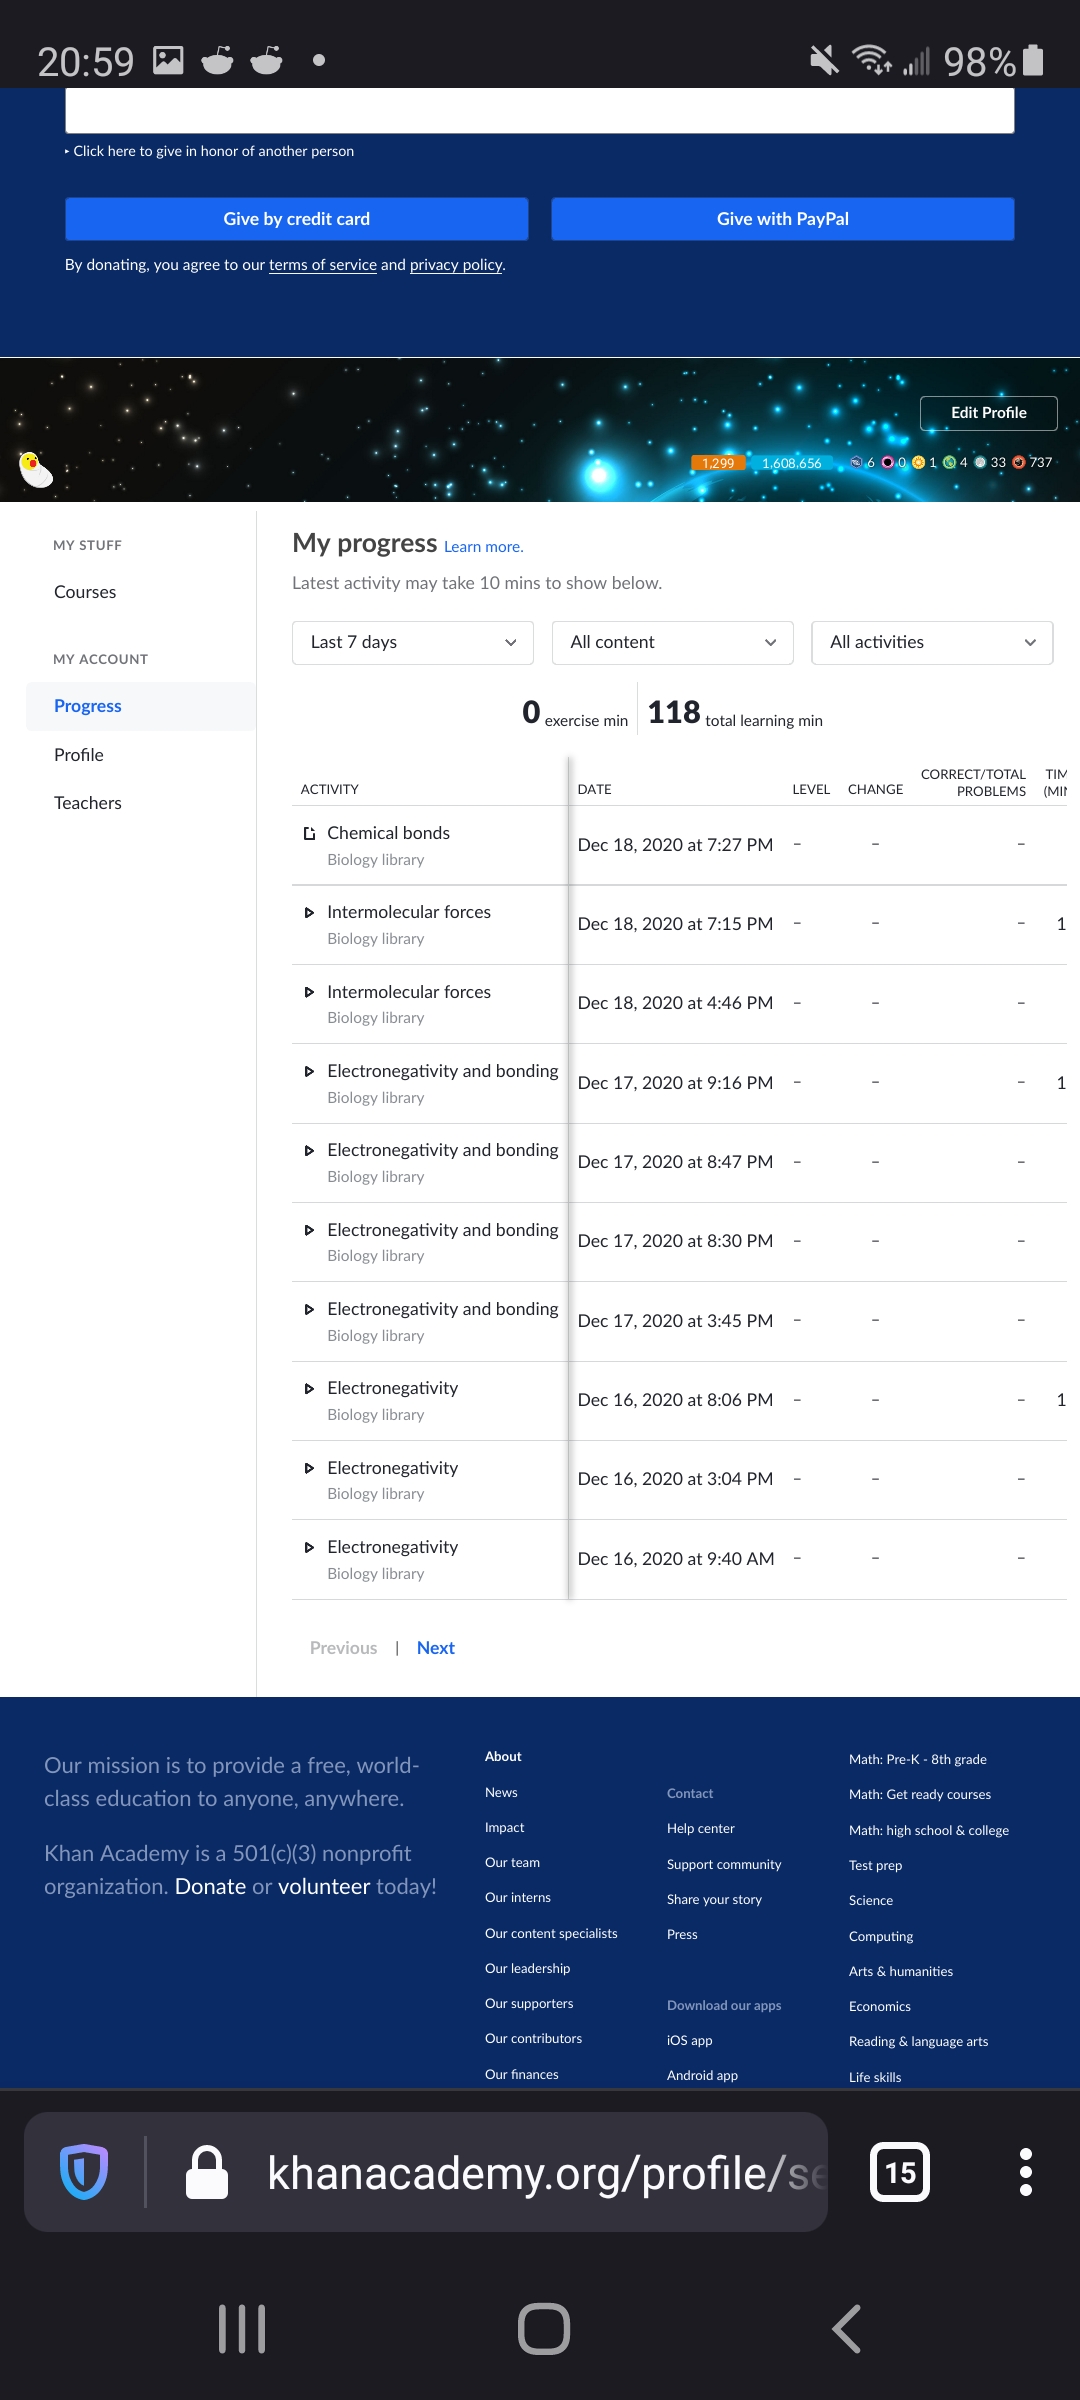 20:59
98%
‣ Click here to give in honor of another person
Give by credit card
Give with PayPal
By donating, you agree to our terms of service and privacy policy.
Edit Profile
1,299 1,608,656 6 0 1 4 33 737
MY STUFF
Courses
MY ACCOUNT
Progress
Profile
Teachers
My progress Learn more.
Latest activity may take 10 mins to show below.
Last 7 days
All content
All activities
0 exercise min
118 total learning min
ACTIVITY DATE LEVEL CHANGE CORRECT/TOTAL PROBLEMS TIM (MIN
Chemical bonds
Biology library
Dec 18, 2020 at 7:27 PM – – –
Intermolecular forces
Biology library
Dec 18, 2020 at 7:15 PM – – – 1
Intermolecular forces
Biology library
Dec 18, 2020 at 4:46 PM – – –
Electronegativity and bonding
Biology library
Dec 17, 2020 at 9:16 PM – – – 1
Electronegativity and bonding
Biology library
Dec 17, 2020 at 8:47 PM – – –
Electronegativity and bonding
Biology library
Dec 17, 2020 at 8:30 PM – – –
Electronegativity and bonding
Biology library
Dec 17, 2020 at 3:45 PM – – –
Electronegativity
Biology library
Dec 16, 2020 at 8:06 PM – – – 1
Electronegativity
Biology library
Dec 16, 2020 at 3:04 PM – – –
Electronegativity
Biology library
Dec 16, 2020 at 9:40 AM – – –
Previous | Next
Our mission is to provide a free, world-
class education to anyone, anywhere.
Khan Academy is a 501(c)(3) nonprofit
organization. Donate or volunteer today!
About
News
Impact
Our team
Our interns
Our content specialists
Our leadership
Our supporters
Our contributors
Our finances
Contact
Help center
Support community
Share your story
Press
Download our apps
iOS app
Android app
Math: Pre-K - 8th grade
Math: Get ready courses
Math: high school & college
Test prep
Science
Computing
Arts & humanities
Economics
Reading & language arts
Life skills
khanacademy.org/profile/se
15